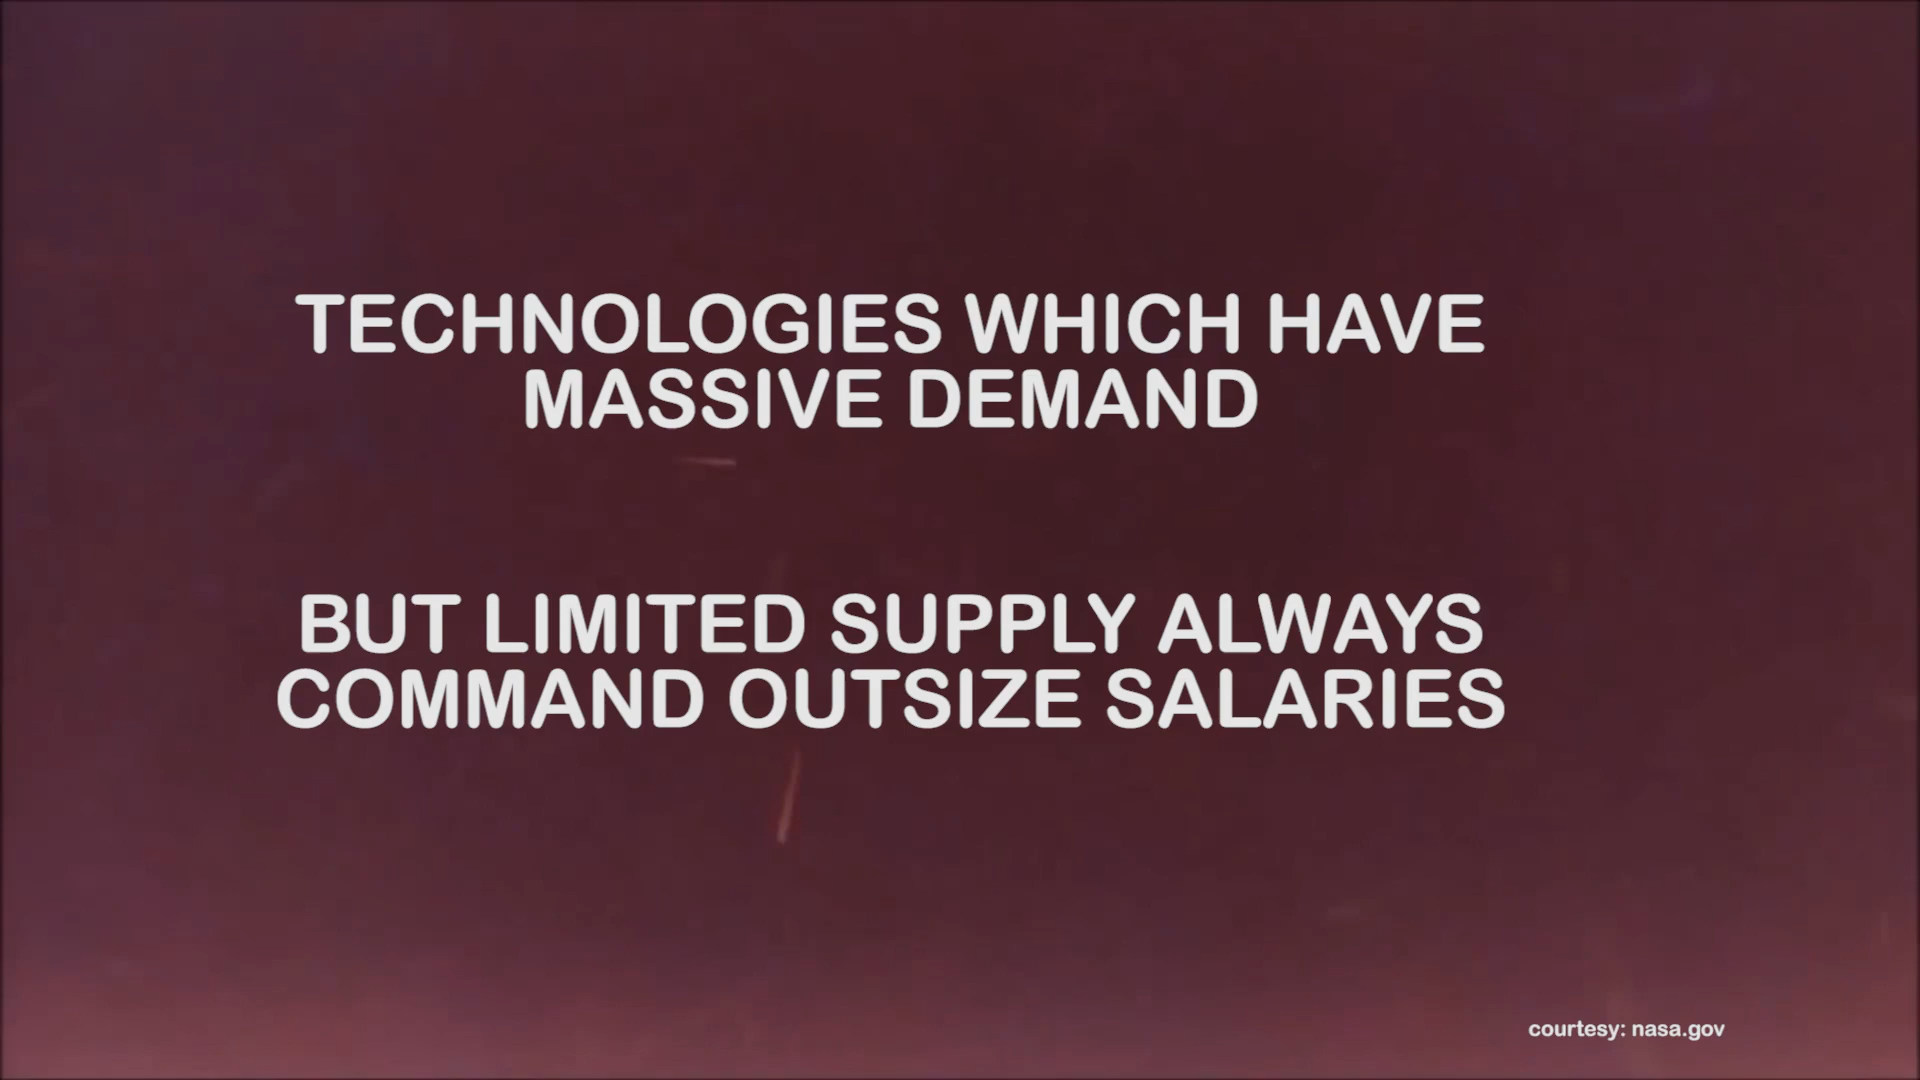 TECHNOLOGIES WHICH HAVE
MASSIVE DEMAND
BUT LIMITED SUPPLY ALWAYS
COMMAND OUTSIZE SALARIES
courtesy: nasa.gov